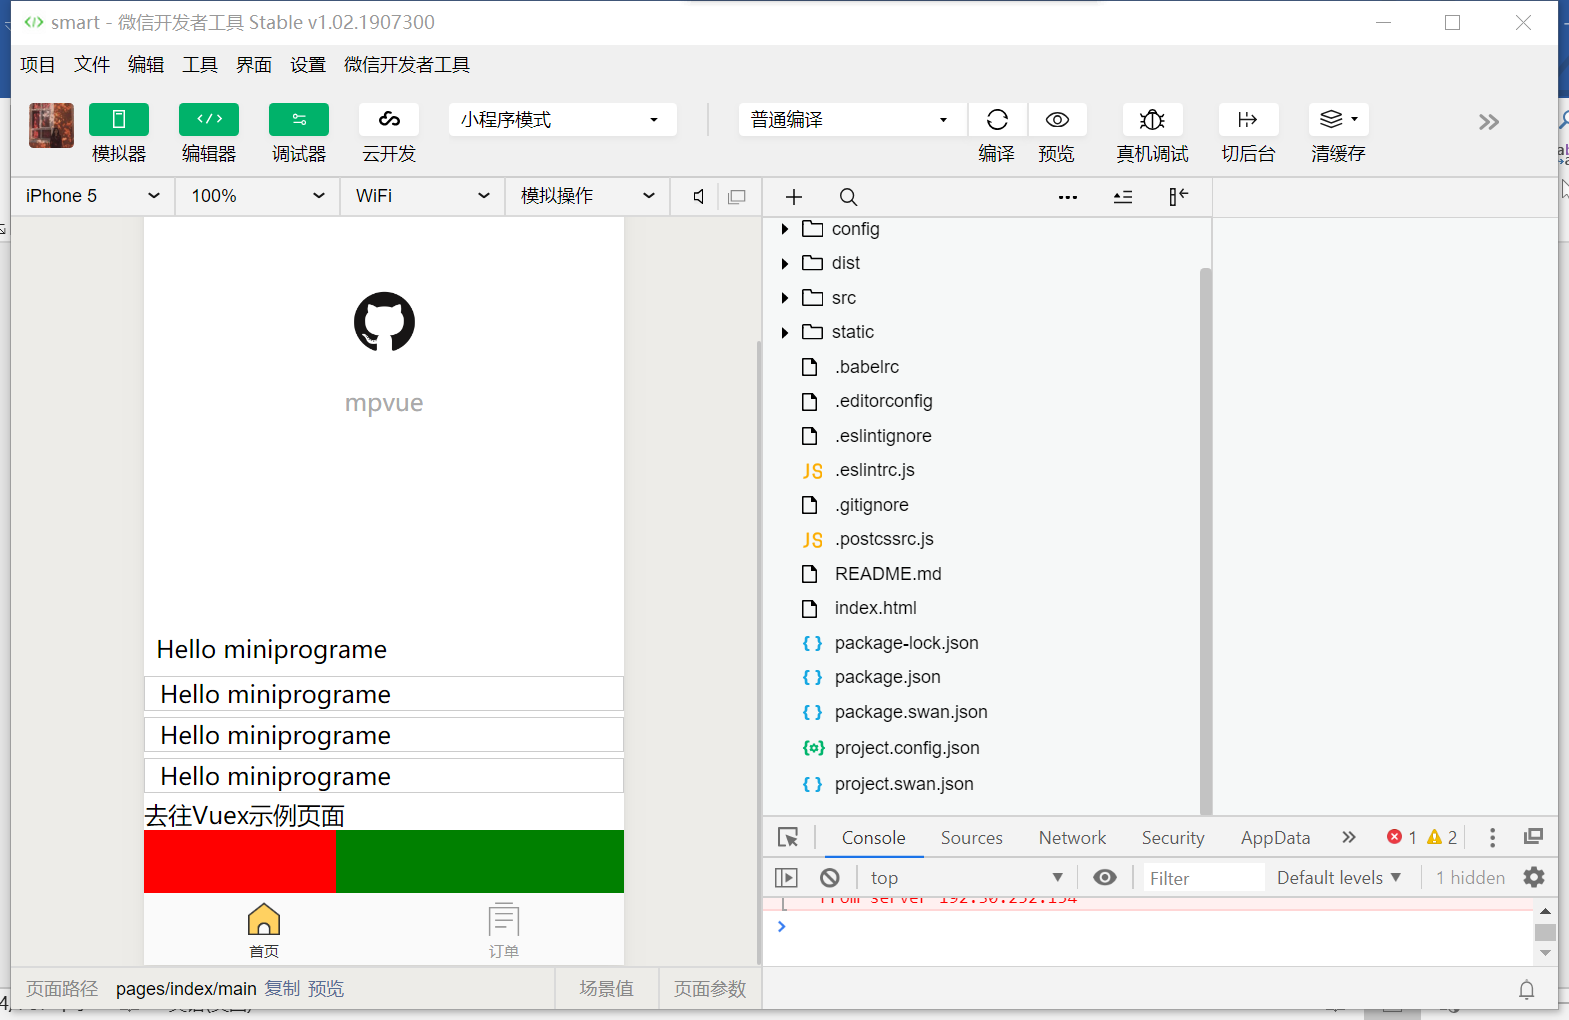 smart - 微信开发者工具 Stable v1.02.1907300
项目 文件 编辑 工具 界面 设置 微信开发者工具
小程序模式 普通编译
模拟器 编辑器 调试器 云开发 编译 预览 真机调试 切后台 清缓存
iPhone 5 100% WiFi 模拟操作
mpvue
Hello miniprograme
Hello miniprograme
Hello miniprograme
Hello miniprograme
去往Vuex示例页面
首页 订单
页面路径 pages/index/main 复制 预览 场景值 页面参数
config
dist
src
static
.babelrc
.editorconfig
.eslintignore
JS .eslintrc.js
.gitignore
JS .postcssrc.js
README.md
index.html
{ } package-lock.json
{ } package.json
{ } package.swan.json
project.config.json
{ } project.swan.json
Console Sources Network Security AppData 1 2
top Filter Default levels 1 hidden
from server 192.30.252.154